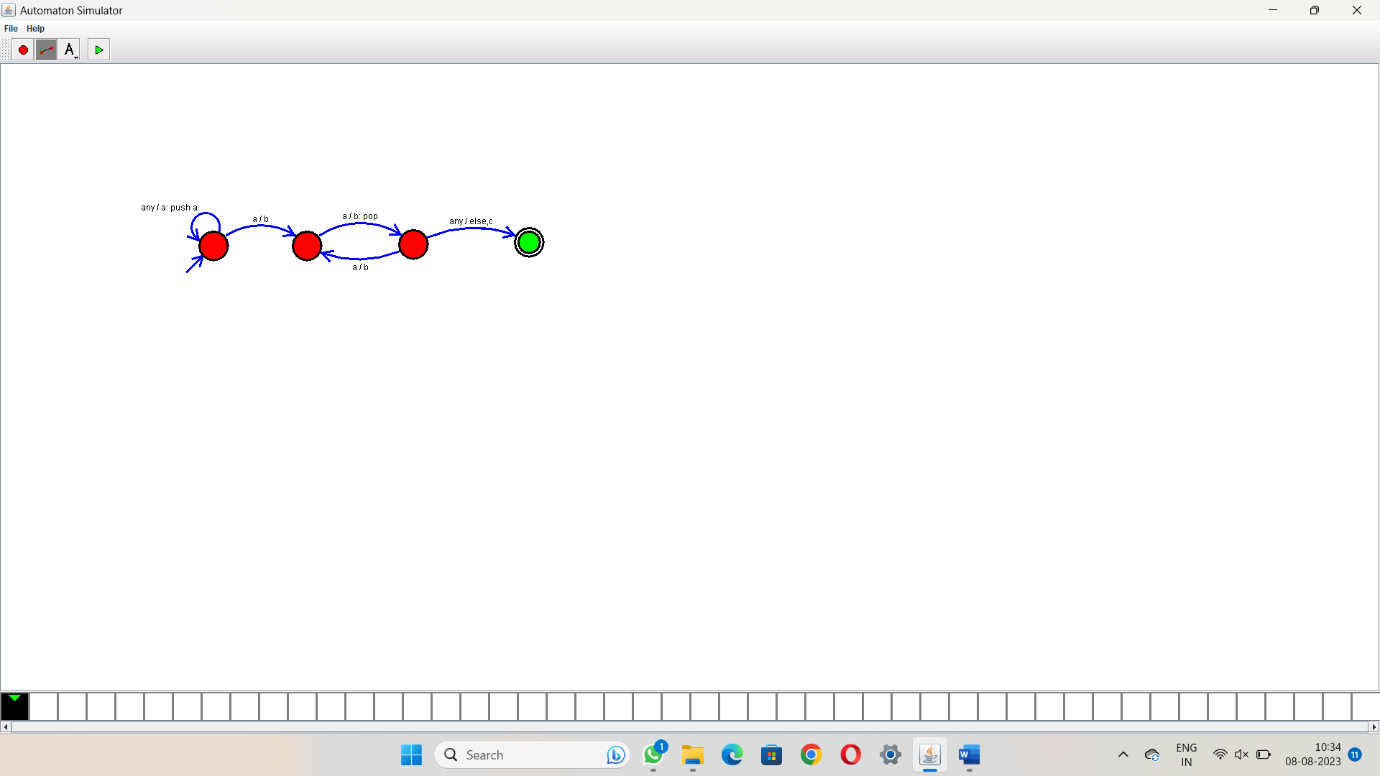 Automaton Simulator
File Help
A
any / a: push a
a / b
a / b: pop
any / else,c
a / b
Search
1
ENG
IN
10:34
08-08-2023
11